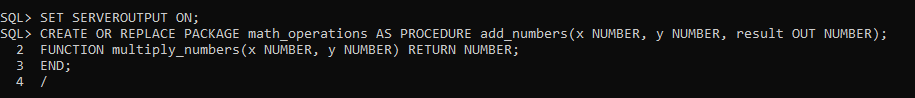 SQL> SET SERVEROUTPUT ON;
SQL> CREATE OR REPLACE PACKAGE math_operations AS PROCEDURE add_numbers(x NUMBER, y NUMBER, result OUT NUMBER);
  2  FUNCTION multiply_numbers(x NUMBER, y NUMBER) RETURN NUMBER;
  3  END;
  4  /